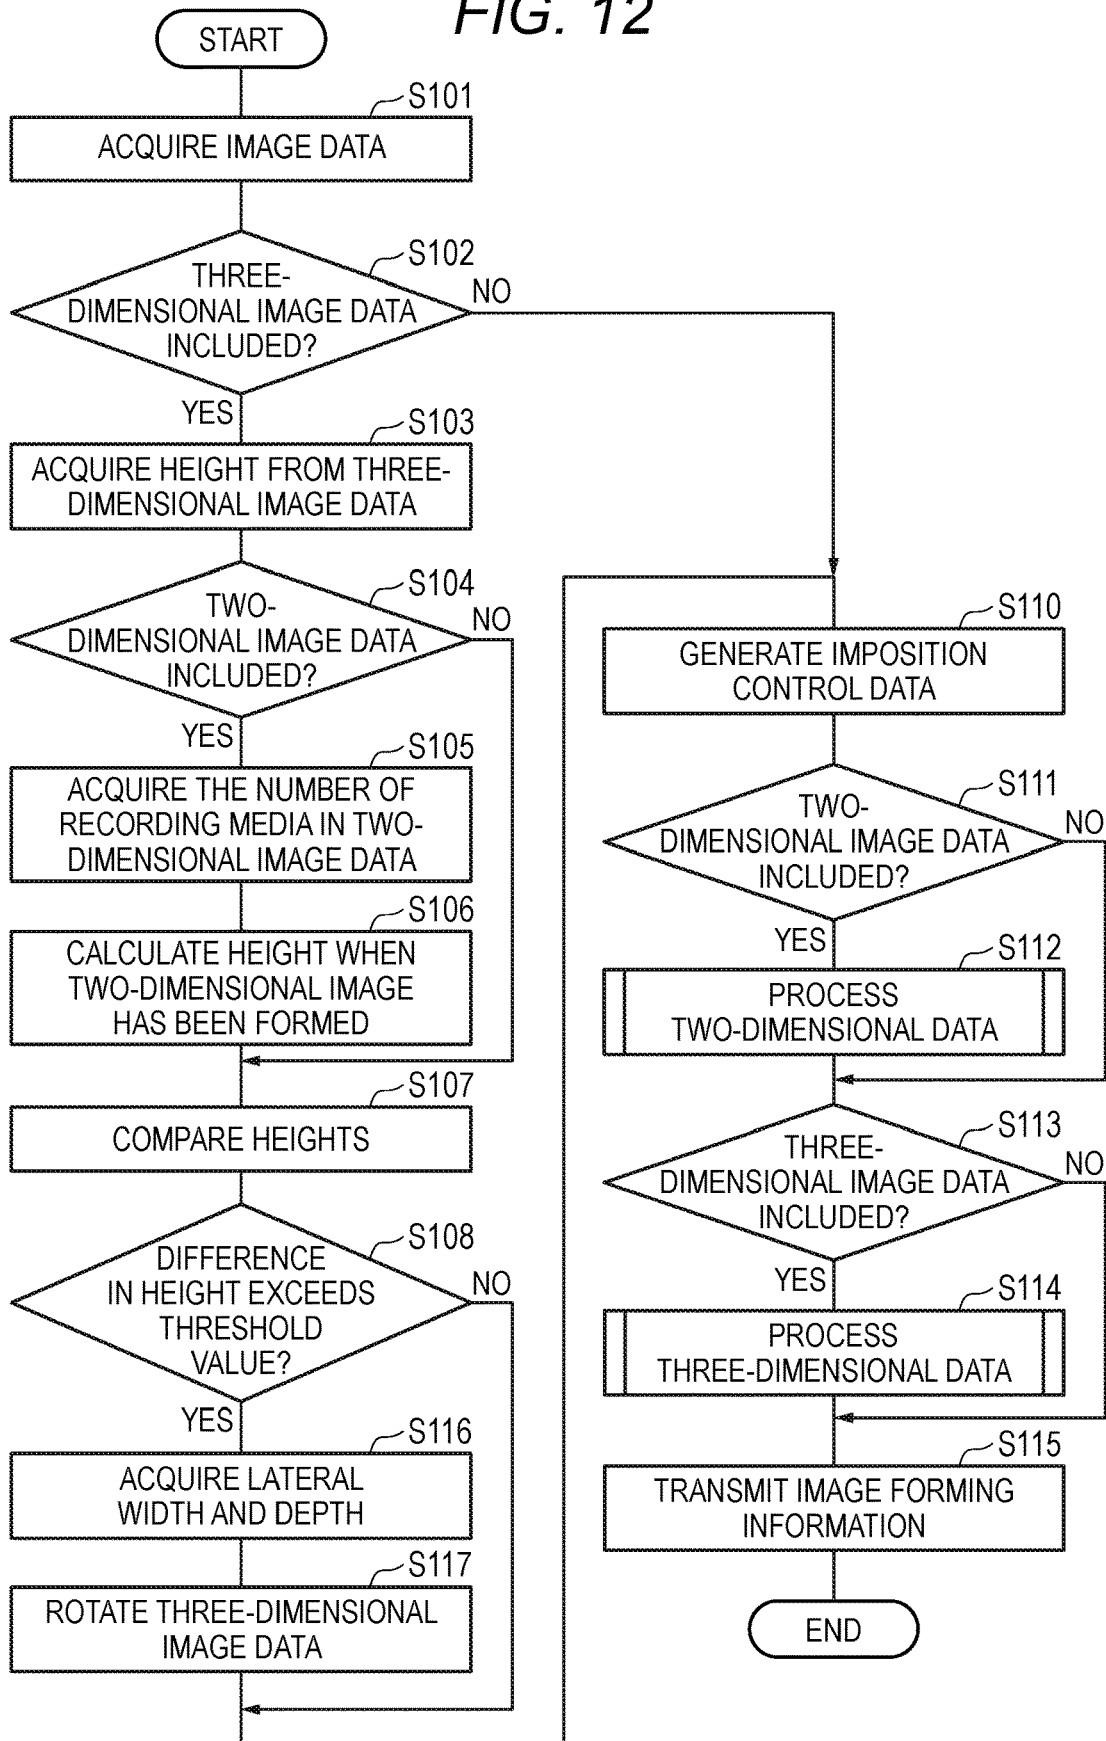 FIG. 12
START
S101
ACQUIRE IMAGE DATA
S102
THREE-
DIMENSIONAL IMAGE DATA
INCLUDED?
NO
YES
S103
ACQUIRE HEIGHT FROM THREE-
DIMENSIONAL IMAGE DATA
S104
TWO-
DIMENSIONAL IMAGE DATA
INCLUDED?
NO
YES
S105
ACQUIRE THE NUMBER OF
RECORDING MEDIA IN TWO-
DIMENSIONAL IMAGE DATA
S106
CALCULATE HEIGHT WHEN
TWO-DIMENSIONAL IMAGE
HAS BEEN FORMED
S107
COMPARE HEIGHTS
S108
DIFFERENCE
IN HEIGHT EXCEEDS
THRESHOLD
VALUE?
NO
YES
S116
ACQUIRE LATERAL
WIDTH AND DEPTH
S117
ROTATE THREE-DIMENSIONAL
IMAGE DATA
S110
GENERATE IMPOSITION
CONTROL DATA
S111
TWO-
DIMENSIONAL IMAGE DATA
INCLUDED?
NO
YES
S112
PROCESS
TWO-DIMENSIONAL DATA
S113
THREE-
DIMENSIONAL IMAGE DATA
INCLUDED?
NO
YES
S114
PROCESS
THREE-DIMENSIONAL DATA
S115
TRANSMIT IMAGE FORMING
INFORMATION
END